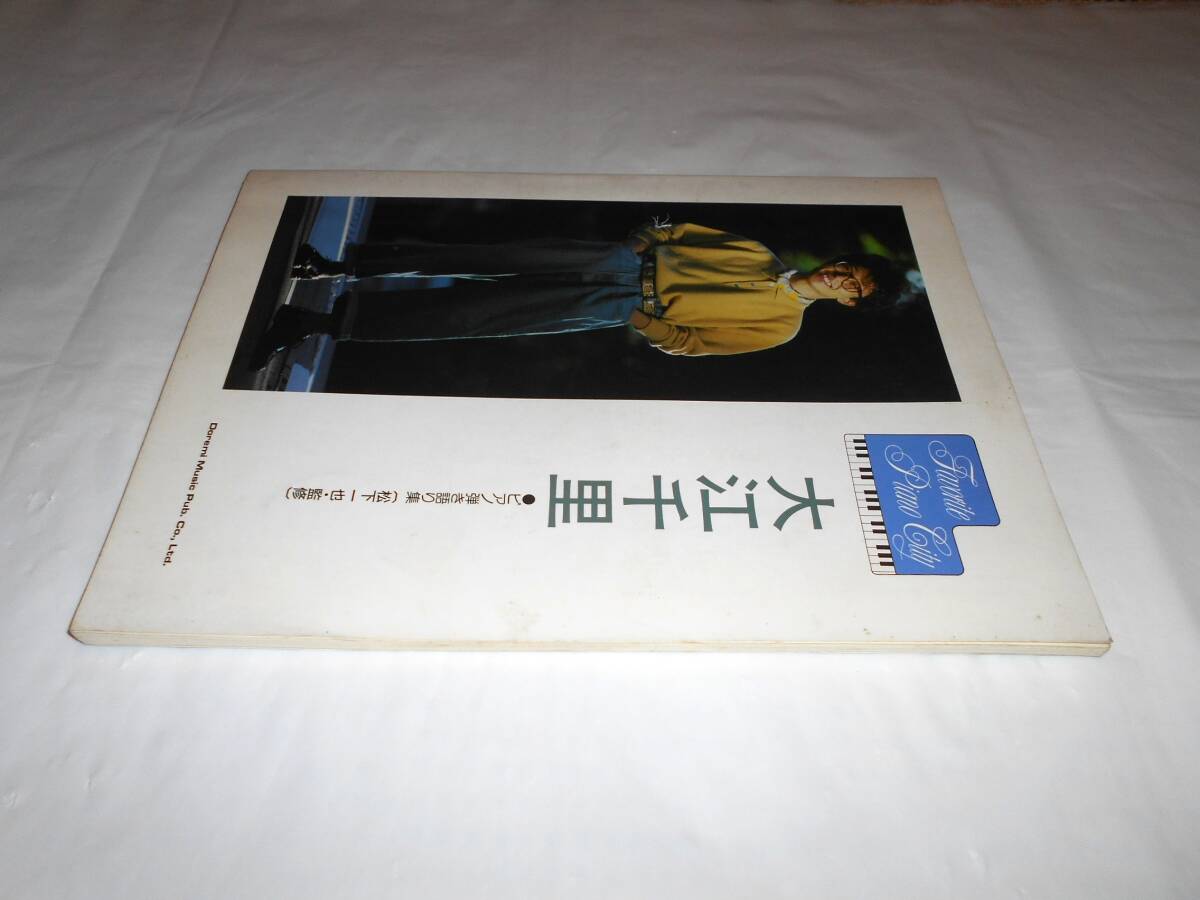 Favorite
Piano City
大江千里
●ピアノ弾き語り集〔松下一也・監修〕
Doremi Music Pub. Co., Ltd.